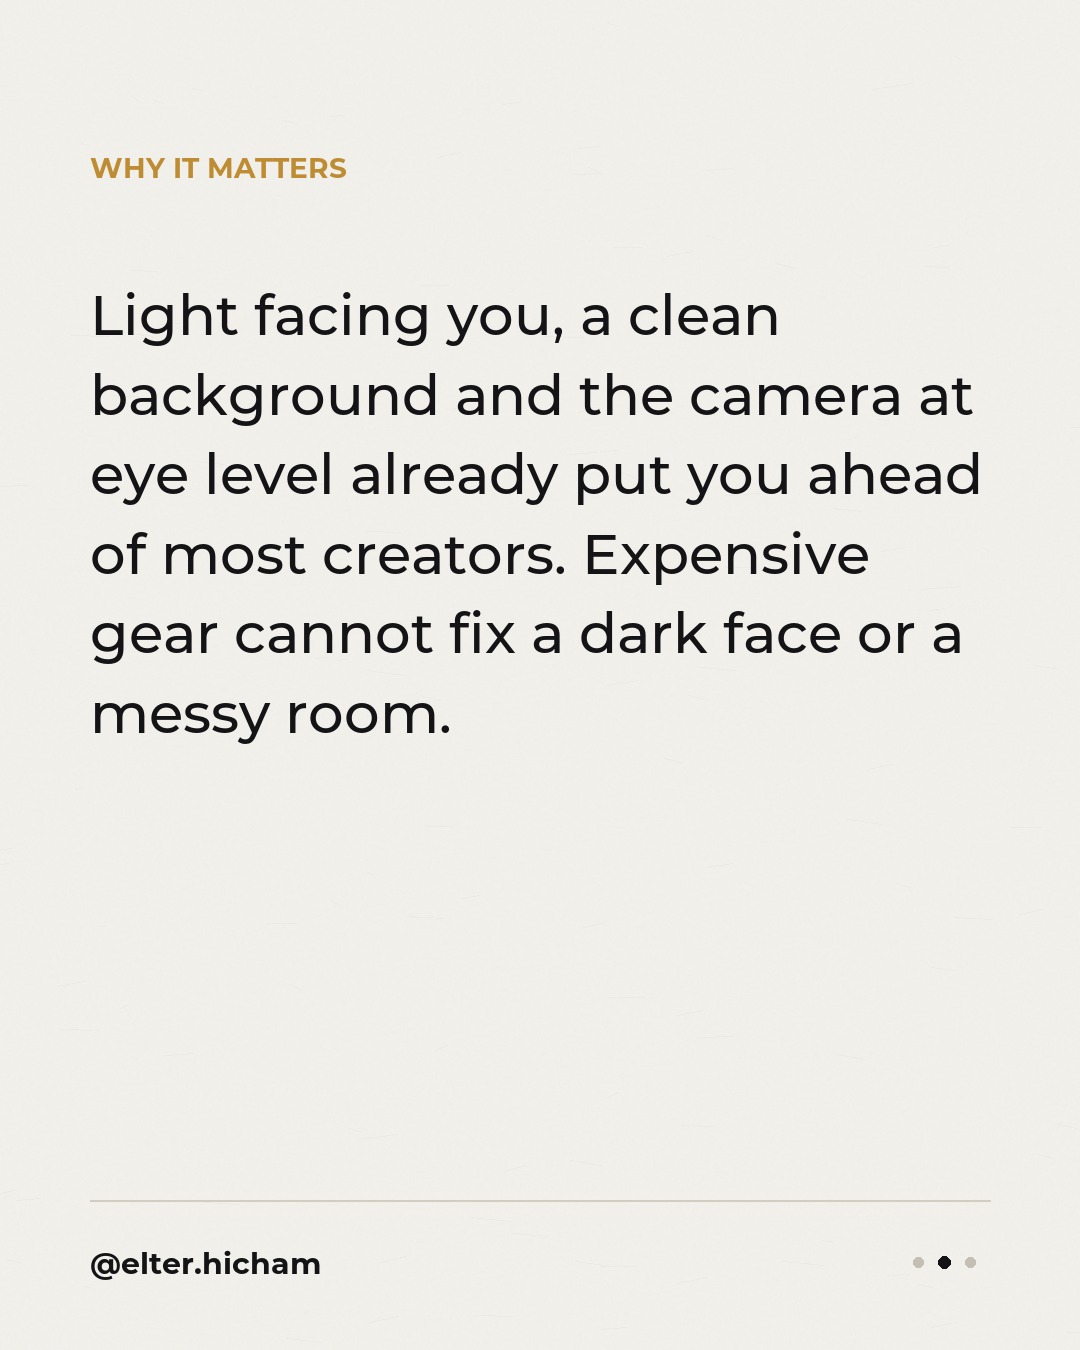 WHY IT MATTERS
Light facing you, a clean
background and the camera at
eye level already put you ahead
of most creators. Expensive
gear cannot fix a dark face or a
messy room.
@elter.hicham